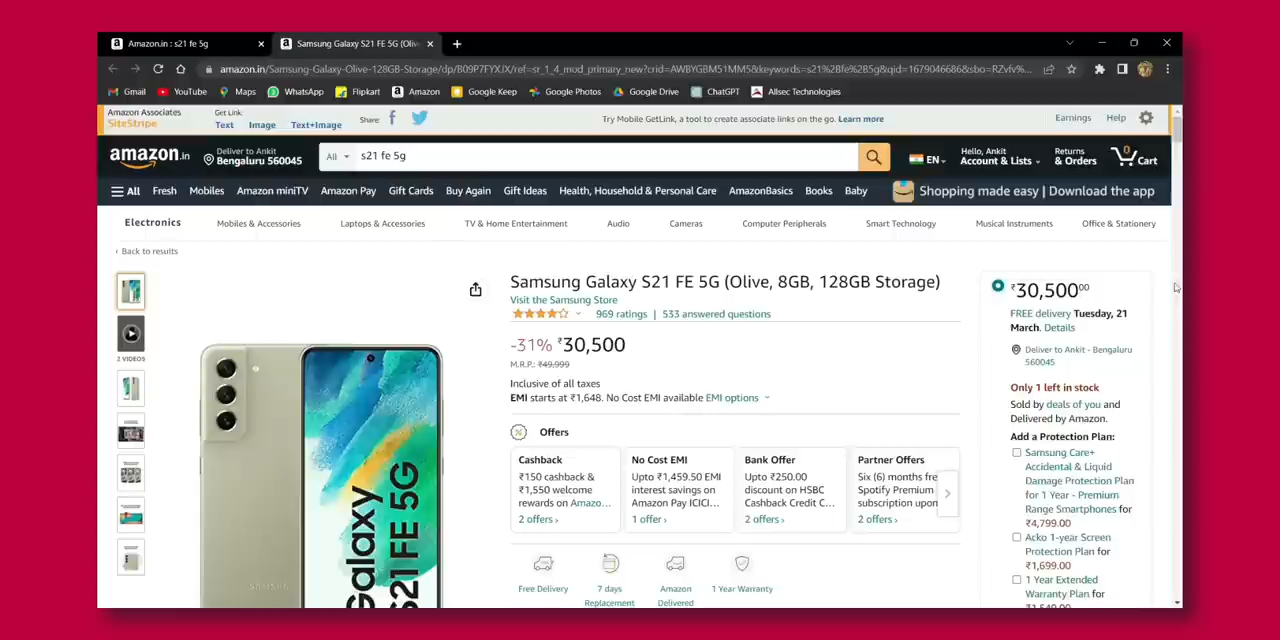 Amazon.in : s21 fe 5g
Samsung Galaxy S21 FE 5G (Oliv
amazon.in/Samsung-Galaxy-Olive-128GB-Storage/dp/B09P7FYXJX/ref=sr_1_4_mod_primary_new?crid=AWBYGBM51MM5&keywords=s21%2Bfe%2B5g&qid=1679046686&sbo=RZvfv%...
Gmail YouTube Maps WhatsApp Flipkart Amazon Google Keep Google Photos Google Drive ChatGPT Allsec Technologies
Amazon Associates
SiteStripe
Get Link:
Text Image Text+Image
Share:
Try Mobile GetLink, a tool to create associate links on the go. Learn more
Earnings Help
amazon.in
Deliver to Ankit
Bengaluru 560045
All
s21 fe 5g
EN
Hello, Ankit
Account & Lists
Returns
& Orders
0
Cart
All Fresh Mobiles Amazon miniTV Amazon Pay Gift Cards Buy Again Gift Ideas Health, Household & Personal Care AmazonBasics Books Baby
Shopping made easy | Download the app
Electronics Mobiles & Accessories Laptops & Accessories TV & Home Entertainment Audio Cameras Computer Peripherals Smart Technology Musical Instruments Office & Stationery
‹ Back to results
2 VIDEOS
SAMSUNG
Galaxy
S21 FE 5G
Samsung Galaxy S21 FE 5G (Olive, 8GB, 128GB Storage)
Visit the Samsung Store
969 ratings | 533 answered questions
-31% ₹30,500
M.R.P.: ₹49,999
Inclusive of all taxes
EMI starts at ₹1,648. No Cost EMI available EMI options
Offers
Cashback
₹150 cashback &
₹1,550 welcome
rewards on Amazo...
2 offers ›
No Cost EMI
Upto ₹1,459.50 EMI
interest savings on
Amazon Pay ICICI...
1 offer ›
Bank Offer
Upto ₹250.00
discount on HSBC
Cashback Credit C...
2 offers ›
Partner Offers
Six (6) months fre
Spotify Premium
subscription upon
2 offers ›
Free Delivery
7 days
Replacement
Amazon
Delivered
1 Year Warranty
₹30,500.00
FREE delivery Tuesday, 21
March. Details
Deliver to Ankit - Bengaluru
560045
Only 1 left in stock
Sold by deals of you and
Delivered by Amazon.
Add a Protection Plan:
Samsung Care+
Accidental & Liquid
Damage Protection Plan
for 1 Year - Premium
Range Smartphones for
₹4,799.00
Acko 1-year Screen
Protection Plan for
₹1,699.00
1 Year Extended
Warranty Plan for